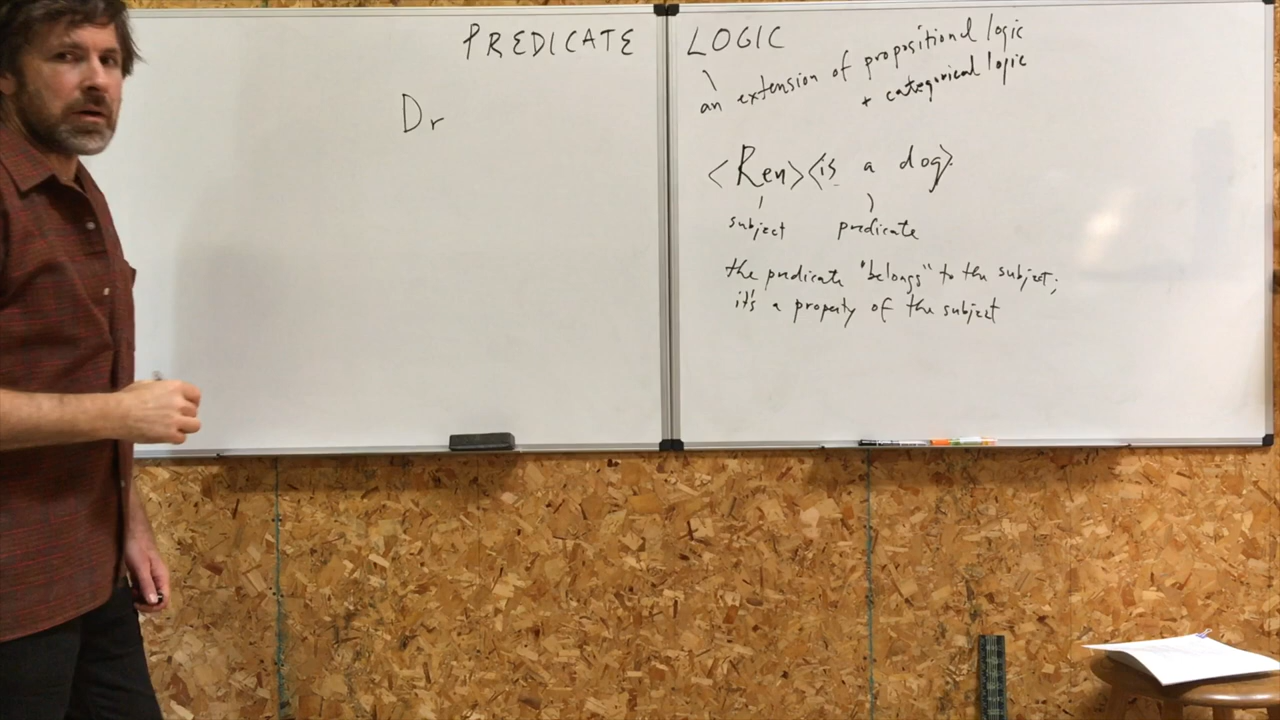 PREDICATE LOGIC
an extension of propositional logic
+ categorical logic
Dr
<Ren><is a dog>.
subject predicate
the predicate "belongs" to the subject;
it's a property of the subject